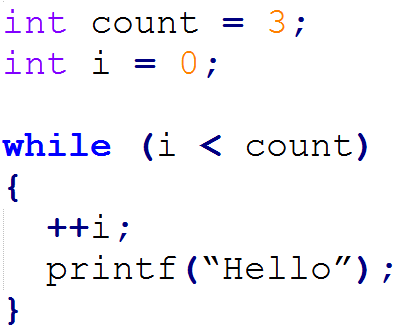 int count = 3;
int i = 0;
while (i < count)
{
++i;
printf(“Hello”);
}